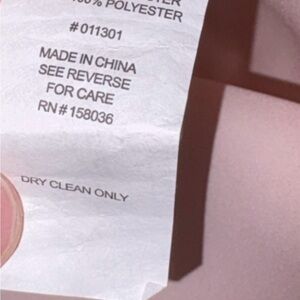 100% POLYESTER
#011301
MADE IN CHINA
SEE REVERSE
FOR CARE
RN#158036
DRY CLEAN ONLY